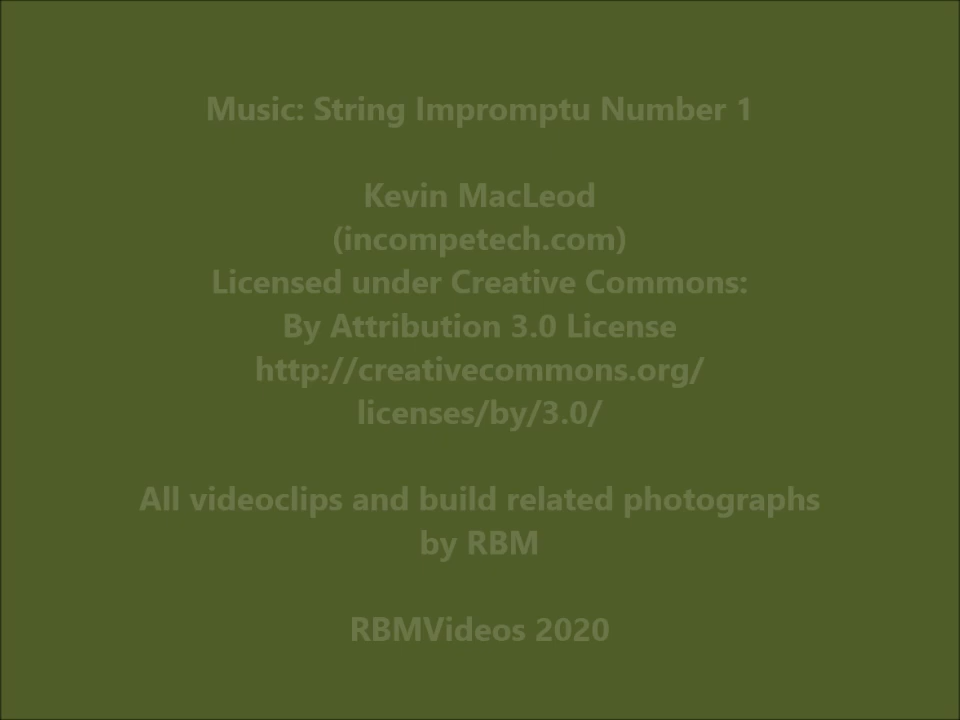 Music: String Impromptu Number 1
Kevin MacLeod
(incompetech.com)
Licensed under Creative Commons:
By Attribution 3.0 License
http://creativecommons.org/
licenses/by/3.0/
All videoclips and build related photographs
by RBM
RBMVideos 2020